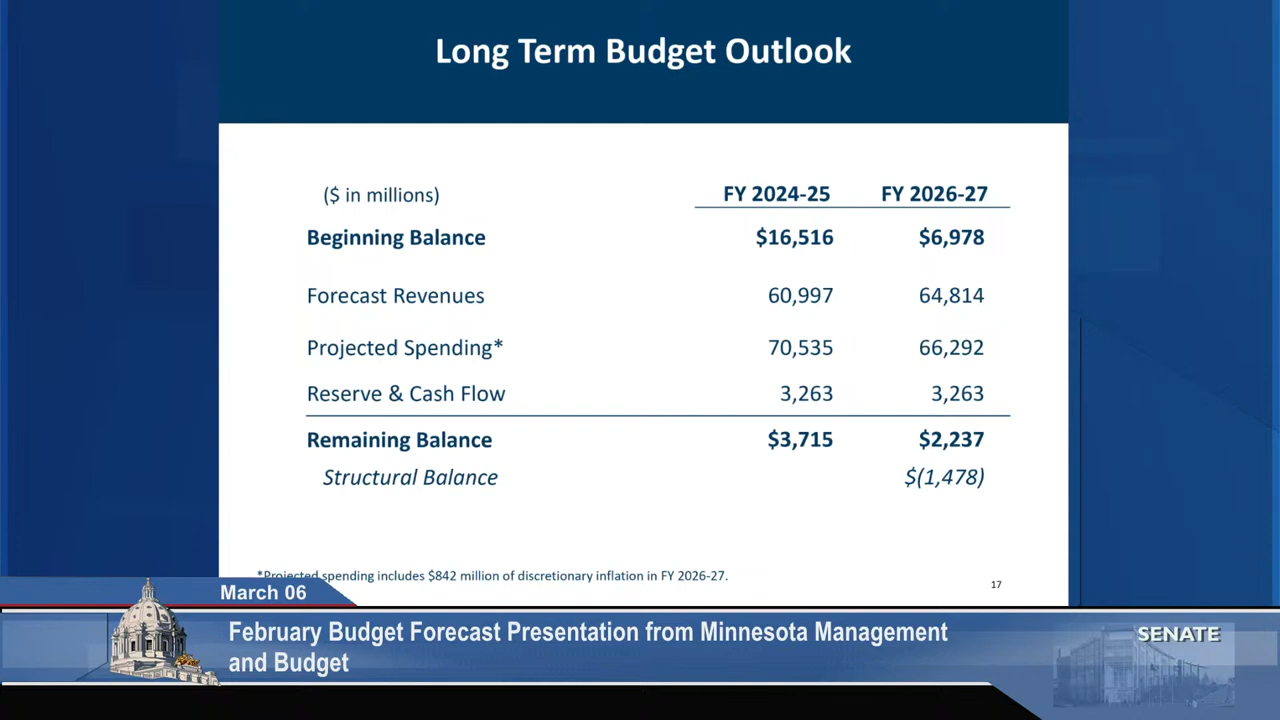 Long Term Budget Outlook
($ in millions) FY 2024-25 FY 2026-27
Beginning Balance $16,516 $6,978
Forecast Revenues 60,997 64,814
Projected Spending* 70,535 66,292
Reserve & Cash Flow 3,263 3,263
Remaining Balance $3,715 $2,237
Structural Balance $(1,478)
*Projected spending includes $842 million of discretionary inflation in FY 2026-27.
17
March 06
February Budget Forecast Presentation from Minnesota Management
and Budget
SENATE